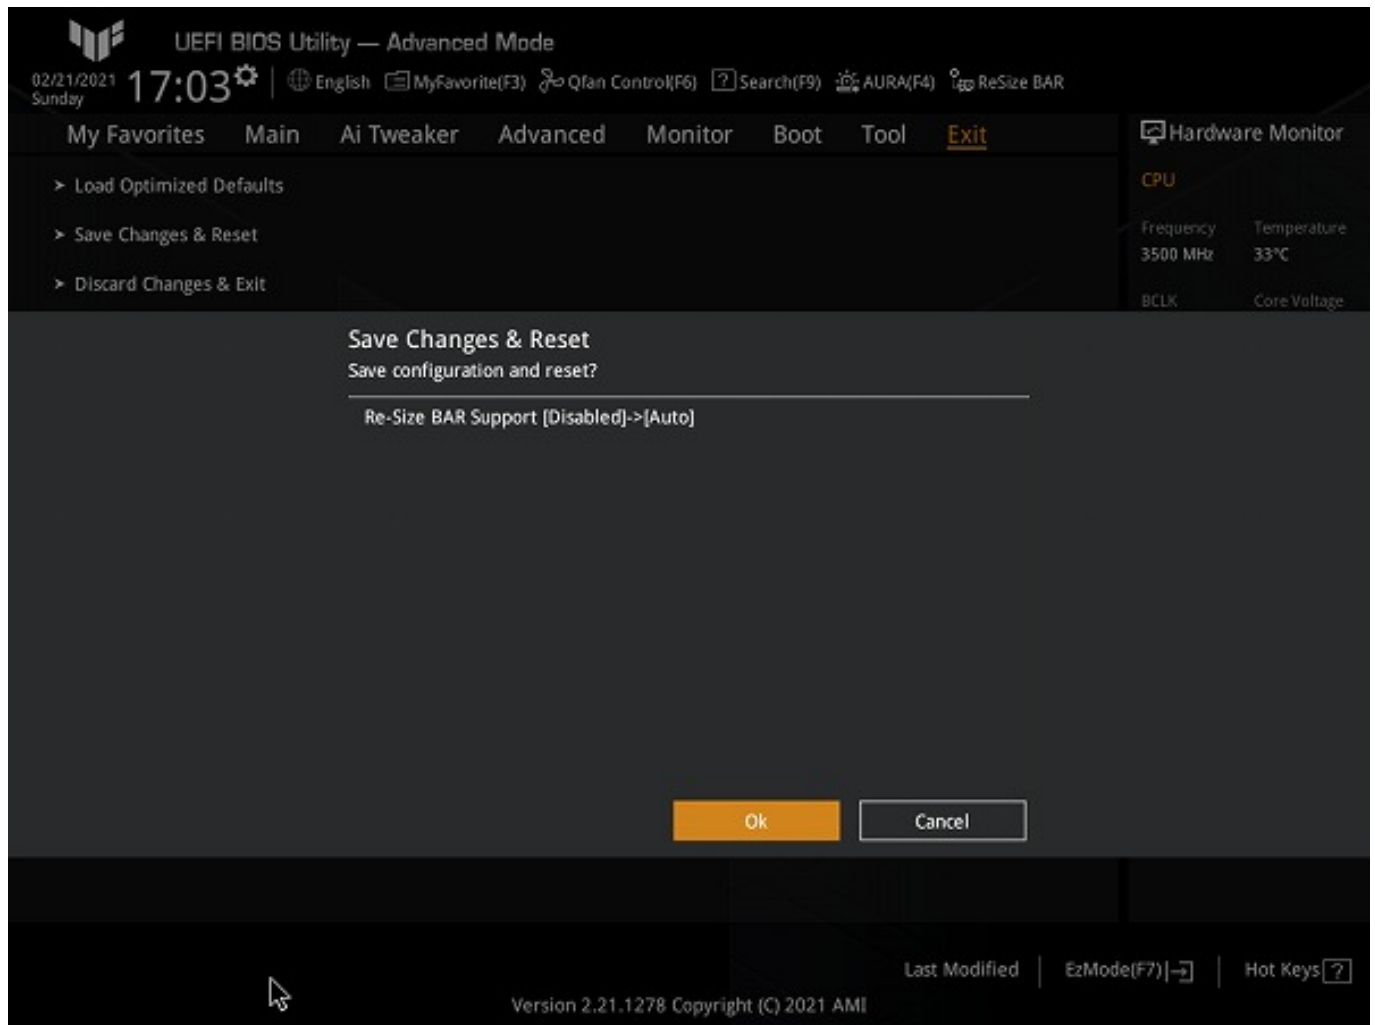 UEFI BIOS Utility — Advanced Mode
02/21/2021
Sunday
17:03
English MyFavorite(F3) Qfan Control(F6) ? Search(F9) AURA(F4) ReSize BAR
My Favorites Main Ai Tweaker Advanced Monitor Boot Tool Exit
Hardware Monitor
> Load Optimized Defaults
> Save Changes & Reset
> Discard Changes & Exit
CPU
Frequency Temperature
3500 MHz 33°C
BCLK Core Voltage
Save Changes & Reset
Save configuration and reset?
Re-Size BAR Support [Disabled]->[Auto]
Ok Cancel
Last Modified EzMode(F7) Hot Keys ?
Version 2.21.1278 Copyright (C) 2021 AMI